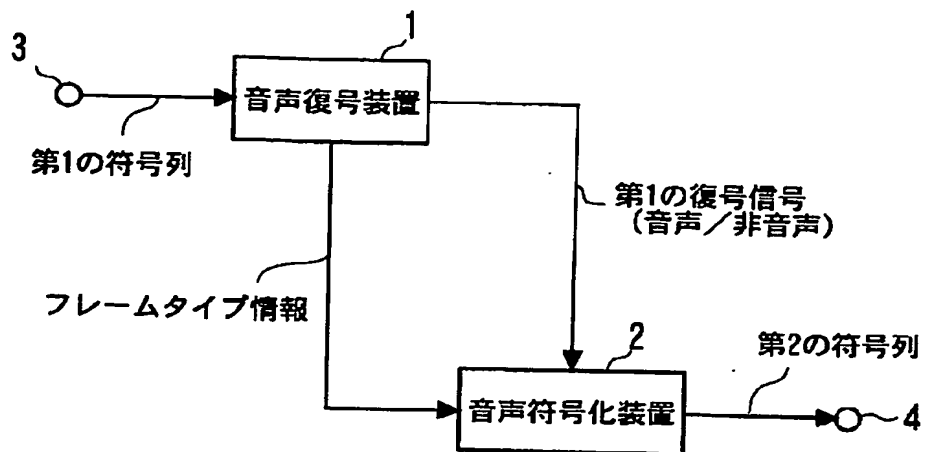 1
3
音声復号装置
第1の符号列
第1の復号信号
(音声/非音声)
フレームタイプ情報
2
第2の符号列
音声符号化装置
4